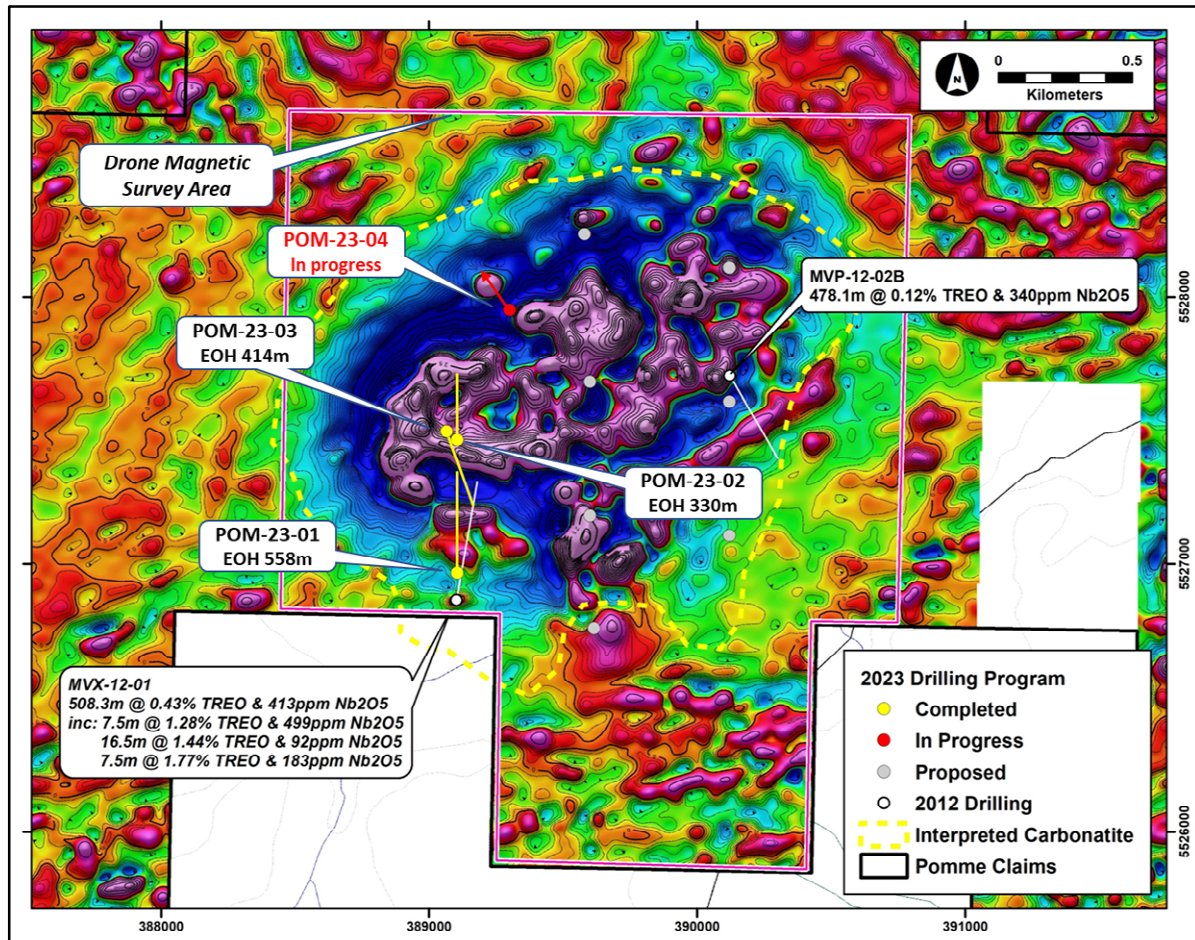 0 0.5
Kilometers
N
Drone Magnetic
Survey Area
POM-23-04
In progress
MVP-12-02B
478.1m @ 0.12% TREO & 340ppm Nb2O5
5528000
POM-23-03
EOH 414m
POM-23-02
EOH 330m
POM-23-01
EOH 558m
5527000
MVX-12-01
508.3m @ 0.43% TREO & 413ppm Nb2O5
inc: 7.5m @ 1.28% TREO & 499ppm Nb2O5
16.5m @ 1.44% TREO & 92ppm Nb2O5
7.5m @ 1.77% TREO & 183ppm Nb2O5
2023 Drilling Program
Completed
In Progress
Proposed
2012 Drilling
Interpreted Carbonatite
Pomme Claims
5526000
388000 389000 390000 391000